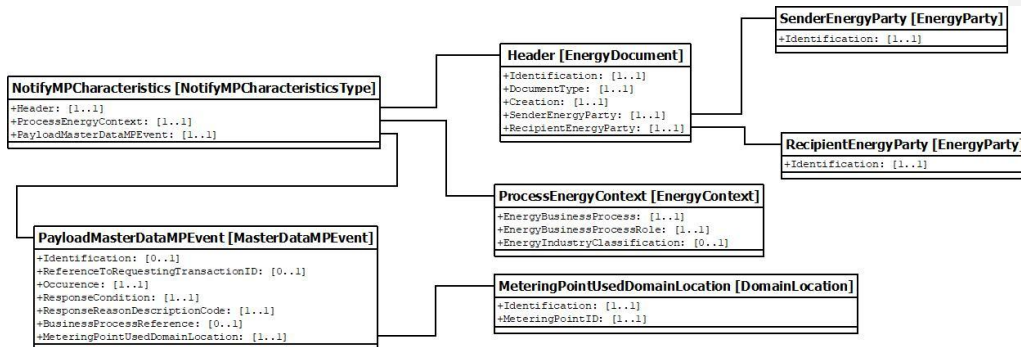 SenderEnergyParty [EnergyParty]
+Identification: [1..1]
Header [EnergyDocument]
+Identification: [1..1]
+DocumentType: [1..1]
+Creation: [1..1]
+SenderEnergyParty: [1..1]
+RecipientEnergyParty: [1..1]
NotifyMPCharacteristics [NotifyMPCharacteristicsType]
+Header: [1..1]
+ProcessEnergyContext: [1..1]
+PayloadMasterDataMPEvent: [1..1]
RecipientEnergyParty [EnergyParty]
+Identification: [1..1]
ProcessEnergyContext [EnergyContext]
+EnergyBusinessProcess: [1..1]
+EnergyBusinessProcessRole: [1..1]
+EnergyIndustryClassification: [0..1]
PayloadMasterDataMPEvent [MasterDataMPEvent]
+Identification: [0..1]
+ReferenceToRequestingTransactionID: [0..1]
+Occurence: [1..1]
+ResponseCondition: [1..1]
+ResponseReasonDescriptionCode: [1..1]
+BusinessProcessReference: [0..1]
+MeteringPointUsedDomainLocation: [1..1]
MeteringPointUsedDomainLocation [DomainLocation]
+Identification: [1..1]
+MeteringPointID: [1..1]